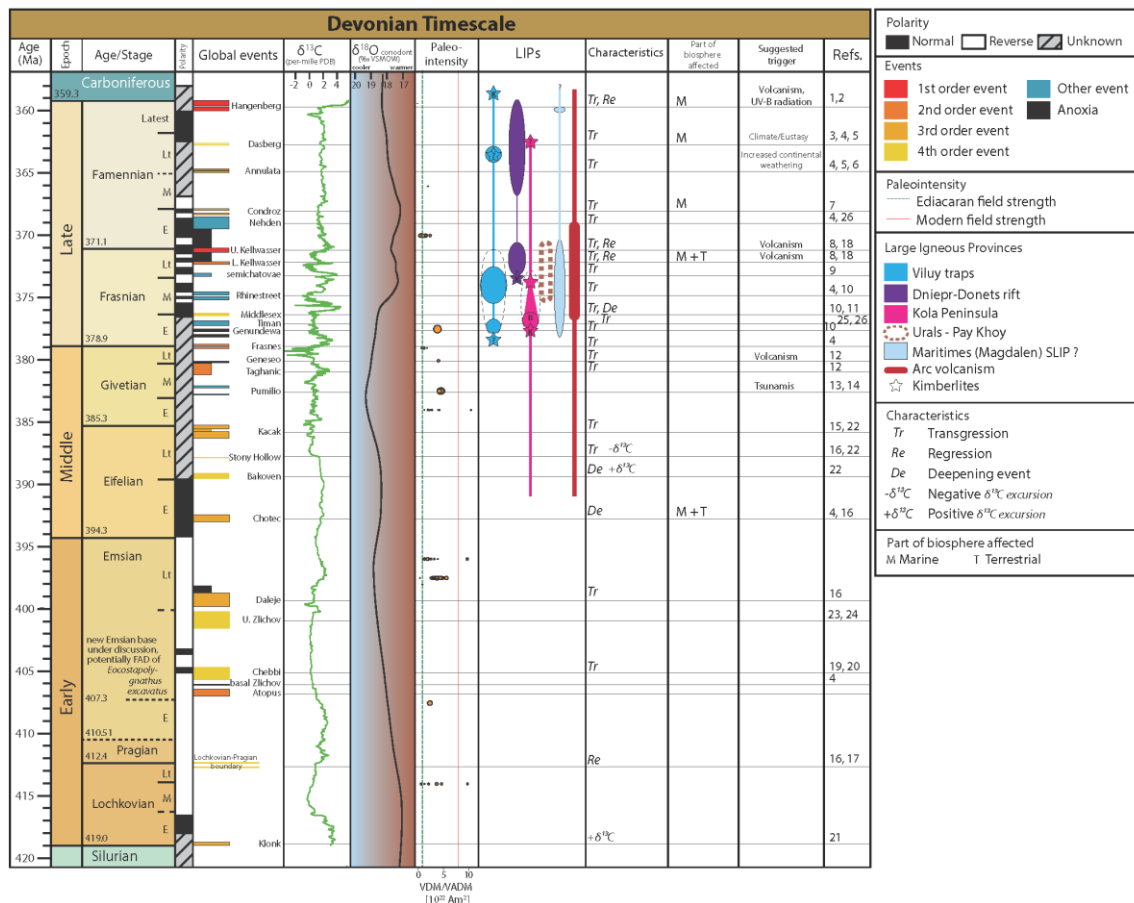 Devonian Timescale
Age
(Ma)
Epoch
Age/Stage
Polarity
Global events
δ13C
(per-mille PDB)
-2 0 2 4
δ18O conodont
(‰ VSMOW)
cooler warmer
20 19 18 17
Paleo-
intensity
LIPs
Characteristics
Part of
biosphere
affected
Suggested
trigger
Refs.
360
365
370
375
380
385
390
395
400
405
410
415
420
Late
Middle
Early
Carboniferous
359.3
Latest
Lt
Famennian
M
E
371.1
Lt
Frasnian
E
378.9
Lt
Givetian
M
E
385.3
Lt
Eifelian
E
394.3
Emsian
Lt
new Emsian base
under discussion,
potentially FAD of
Eocostapoly-
gnathus
excavatus
407.3
E
410.51
Pragian
412.4
Lt
Lochkovian
M
E
419.0
Silurian
Hangenberg
Dasberg
Annulata
Condroz
Nehden
U. Kellwasser
L. Kellwasser
semichatovae
Rhinestreet
Middlesex
Timan
Genundewa
Frasnes
Geneseo
Taghanic
Pumilio
Kacak
Stony Hollow
Bakoven
Chotec
Daleje
U. Zlichov
Chebbi
basal Zlichov
Atopus
Lochkovian-Pragian
boundary
Klonk
0 5 10
VDM/VADM
[10²² Am²]
?
Tr, Re M Volcanism,
UV-B radiation 1,2
Tr M Climate/Eustasy 3, 4, 5
Tr Increased continental
weathering 4, 5, 6
M 7
Tr 4, 26
Tr, Re Volcanism 8, 18
Tr, Re M + T Volcanism 8, 18
Tr 9
Tr 4, 10
Tr, De 10, 11
Tr 25, 26
Tr 10
Tr 4
Tr Volcanism 12
Tr 12
Tsunamis 13, 14
Tr 15, 22
Tr -δ13C 16, 22
De +δ13C 22
De M + T 4, 16
Tr 16
23, 24
Tr 19, 20
4
Re 16, 17
+δ13C 21
Polarity
Normal Reverse Unknown
Events
1st order event Other event
2nd order event Anoxia
3rd order event
4th order event
Paleointensity
Ediacaran field strength
Modern field strength
Large Igneous Provinces
Viluy traps
Dniepr-Donets rift
Kola Peninsula
Urals - Pay Khoy
Maritimes (Magdalen) SLIP ?
Arc volcanism
Kimberlites
Characteristics
Tr Transgression
Re Regression
De Deepening event
-δ13C Negative δ13C excursion
+δ13C Positive δ13C excursion
Part of biosphere affected
M Marine T Terrestrial